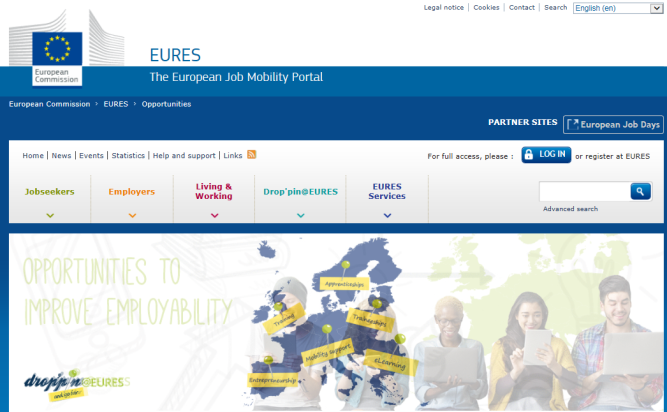 Legal notice | Cookies | Contact | Search English (en)
European Commission
EURES
The European Job Mobility Portal
European Commission › EURES › Opportunities
PARTNER SITES European Job Days
Home | News | Events | Statistics | Help and support | Links
For full access, please : LOG IN or register at EURES
Jobseekers
Employers
Living & Working
Drop'pin@EURES
EURES Services
Advanced search
OPPORTUNITIES TO
IMPROVE EMPLOYABILITY
Apprenticeships
Training
Traineeships
Mobility support
eLearning
Entrepreneurship
drop'pin@EURES